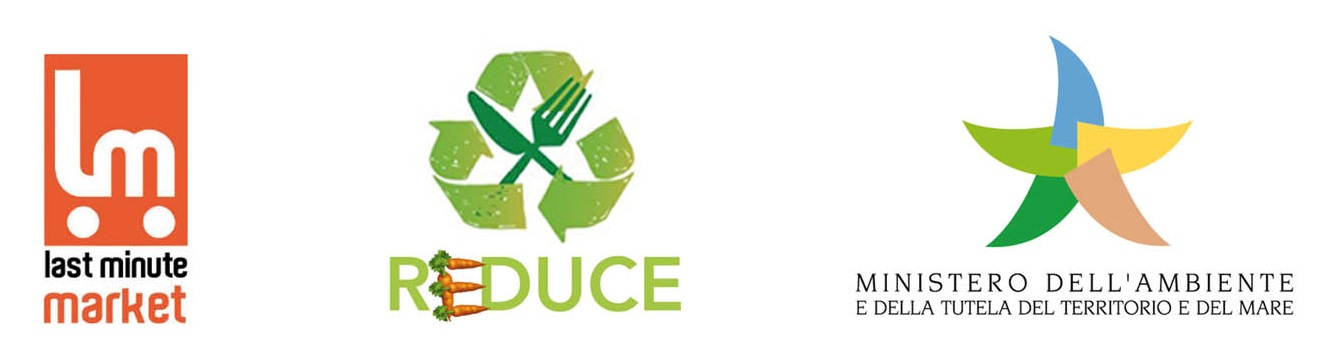 lm
last minute
market
REDUCE
MINISTERO DELL'AMBIENTE
E DELLA TUTELA DEL TERRITORIO E DEL MARE